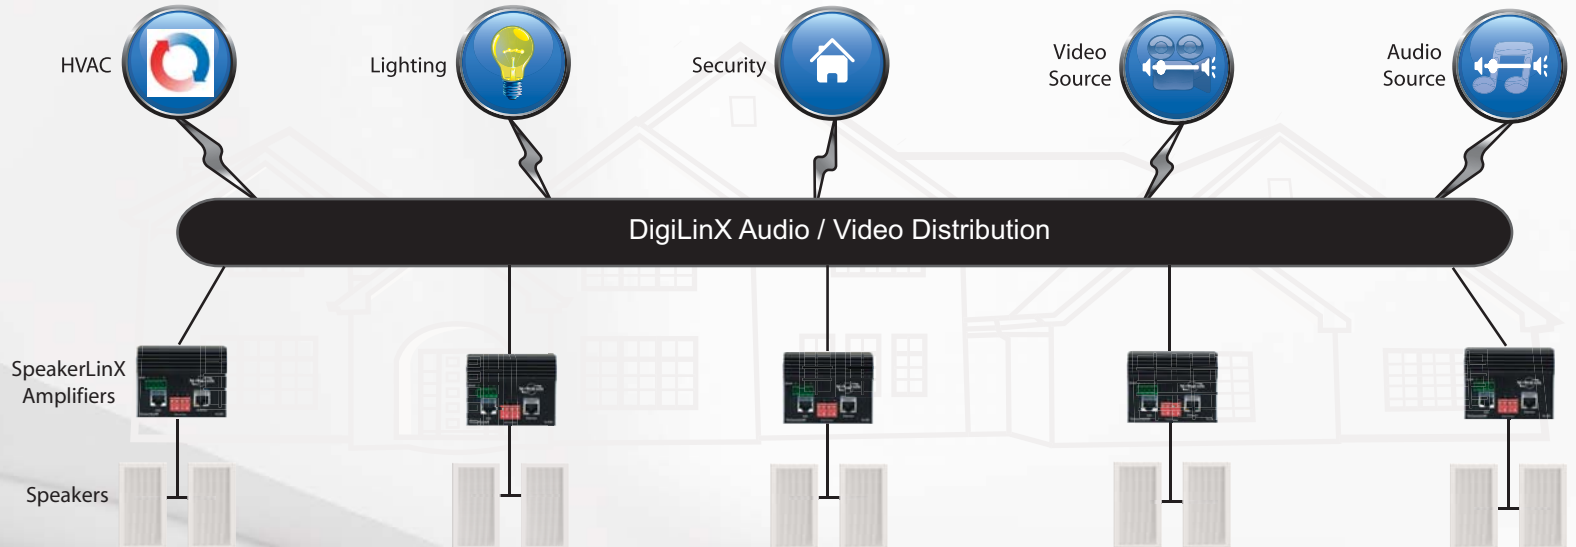 HVAC
Lighting
Security
Video
Source
Audio
Source
DigiLinX Audio / Video Distribution
SpeakerLinX
Amplifiers
Speakers